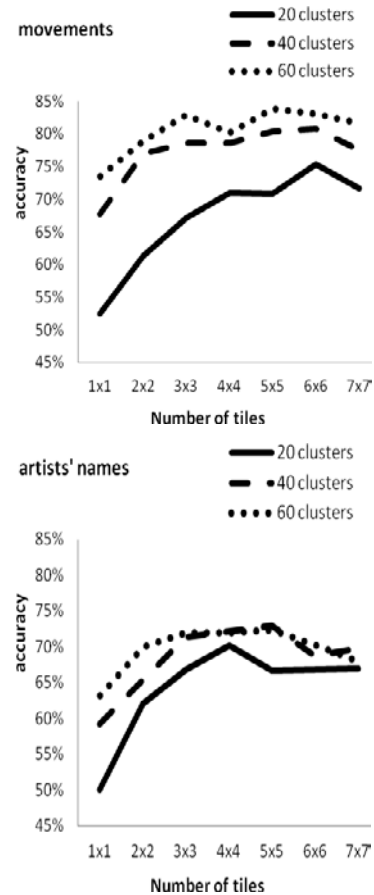 movements
20 clusters
40 clusters
60 clusters
85%
80%
75%
70%
65%
60%
55%
50%
45%
accuracy
1x1 2x2 3x3 4x4 5x5 6x6 7x7
Number of tiles
artists' names
20 clusters
40 clusters
60 clusters
85%
80%
75%
70%
65%
60%
55%
50%
45%
accuracy
1x1 2x2 3x3 4x4 5x5 6x6 7x7
Number of tiles